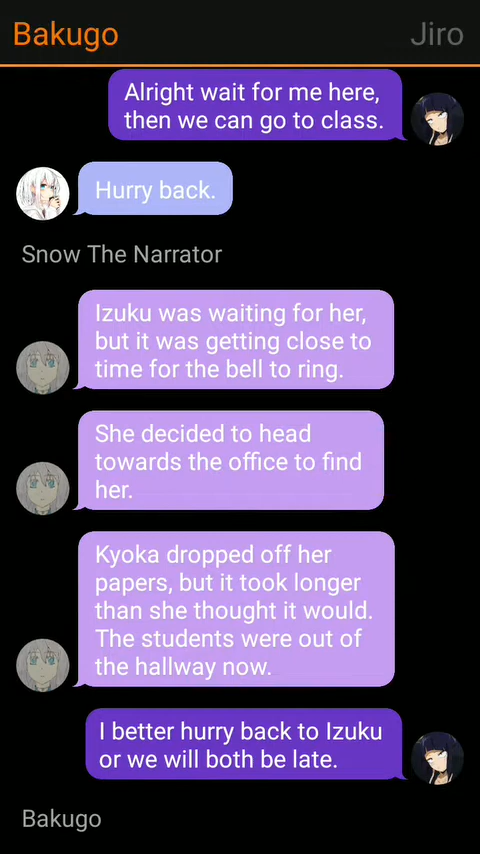 Bakugo
Jiro
Alright wait for me here,
then we can go to class.
Hurry back.
Snow The Narrator
Izuku was waiting for her,
but it was getting close to
time for the bell to ring.
She decided to head
towards the office to find
her.
Kyoka dropped off her
papers, but it took longer
than she thought it would.
The students were out of
the hallway now.
I better hurry back to Izuku
or we will both be late.
Bakugo